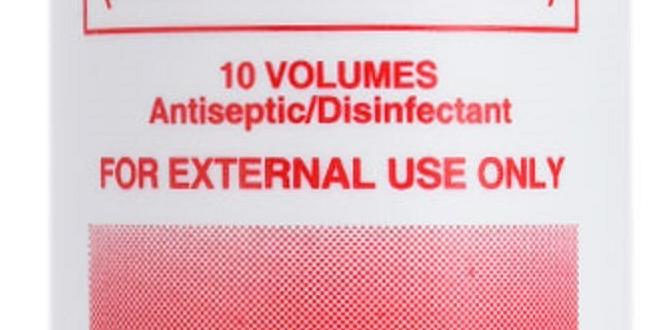 10 VOLUMES
Antiseptic/Disinfectant
FOR EXTERNAL USE ONLY